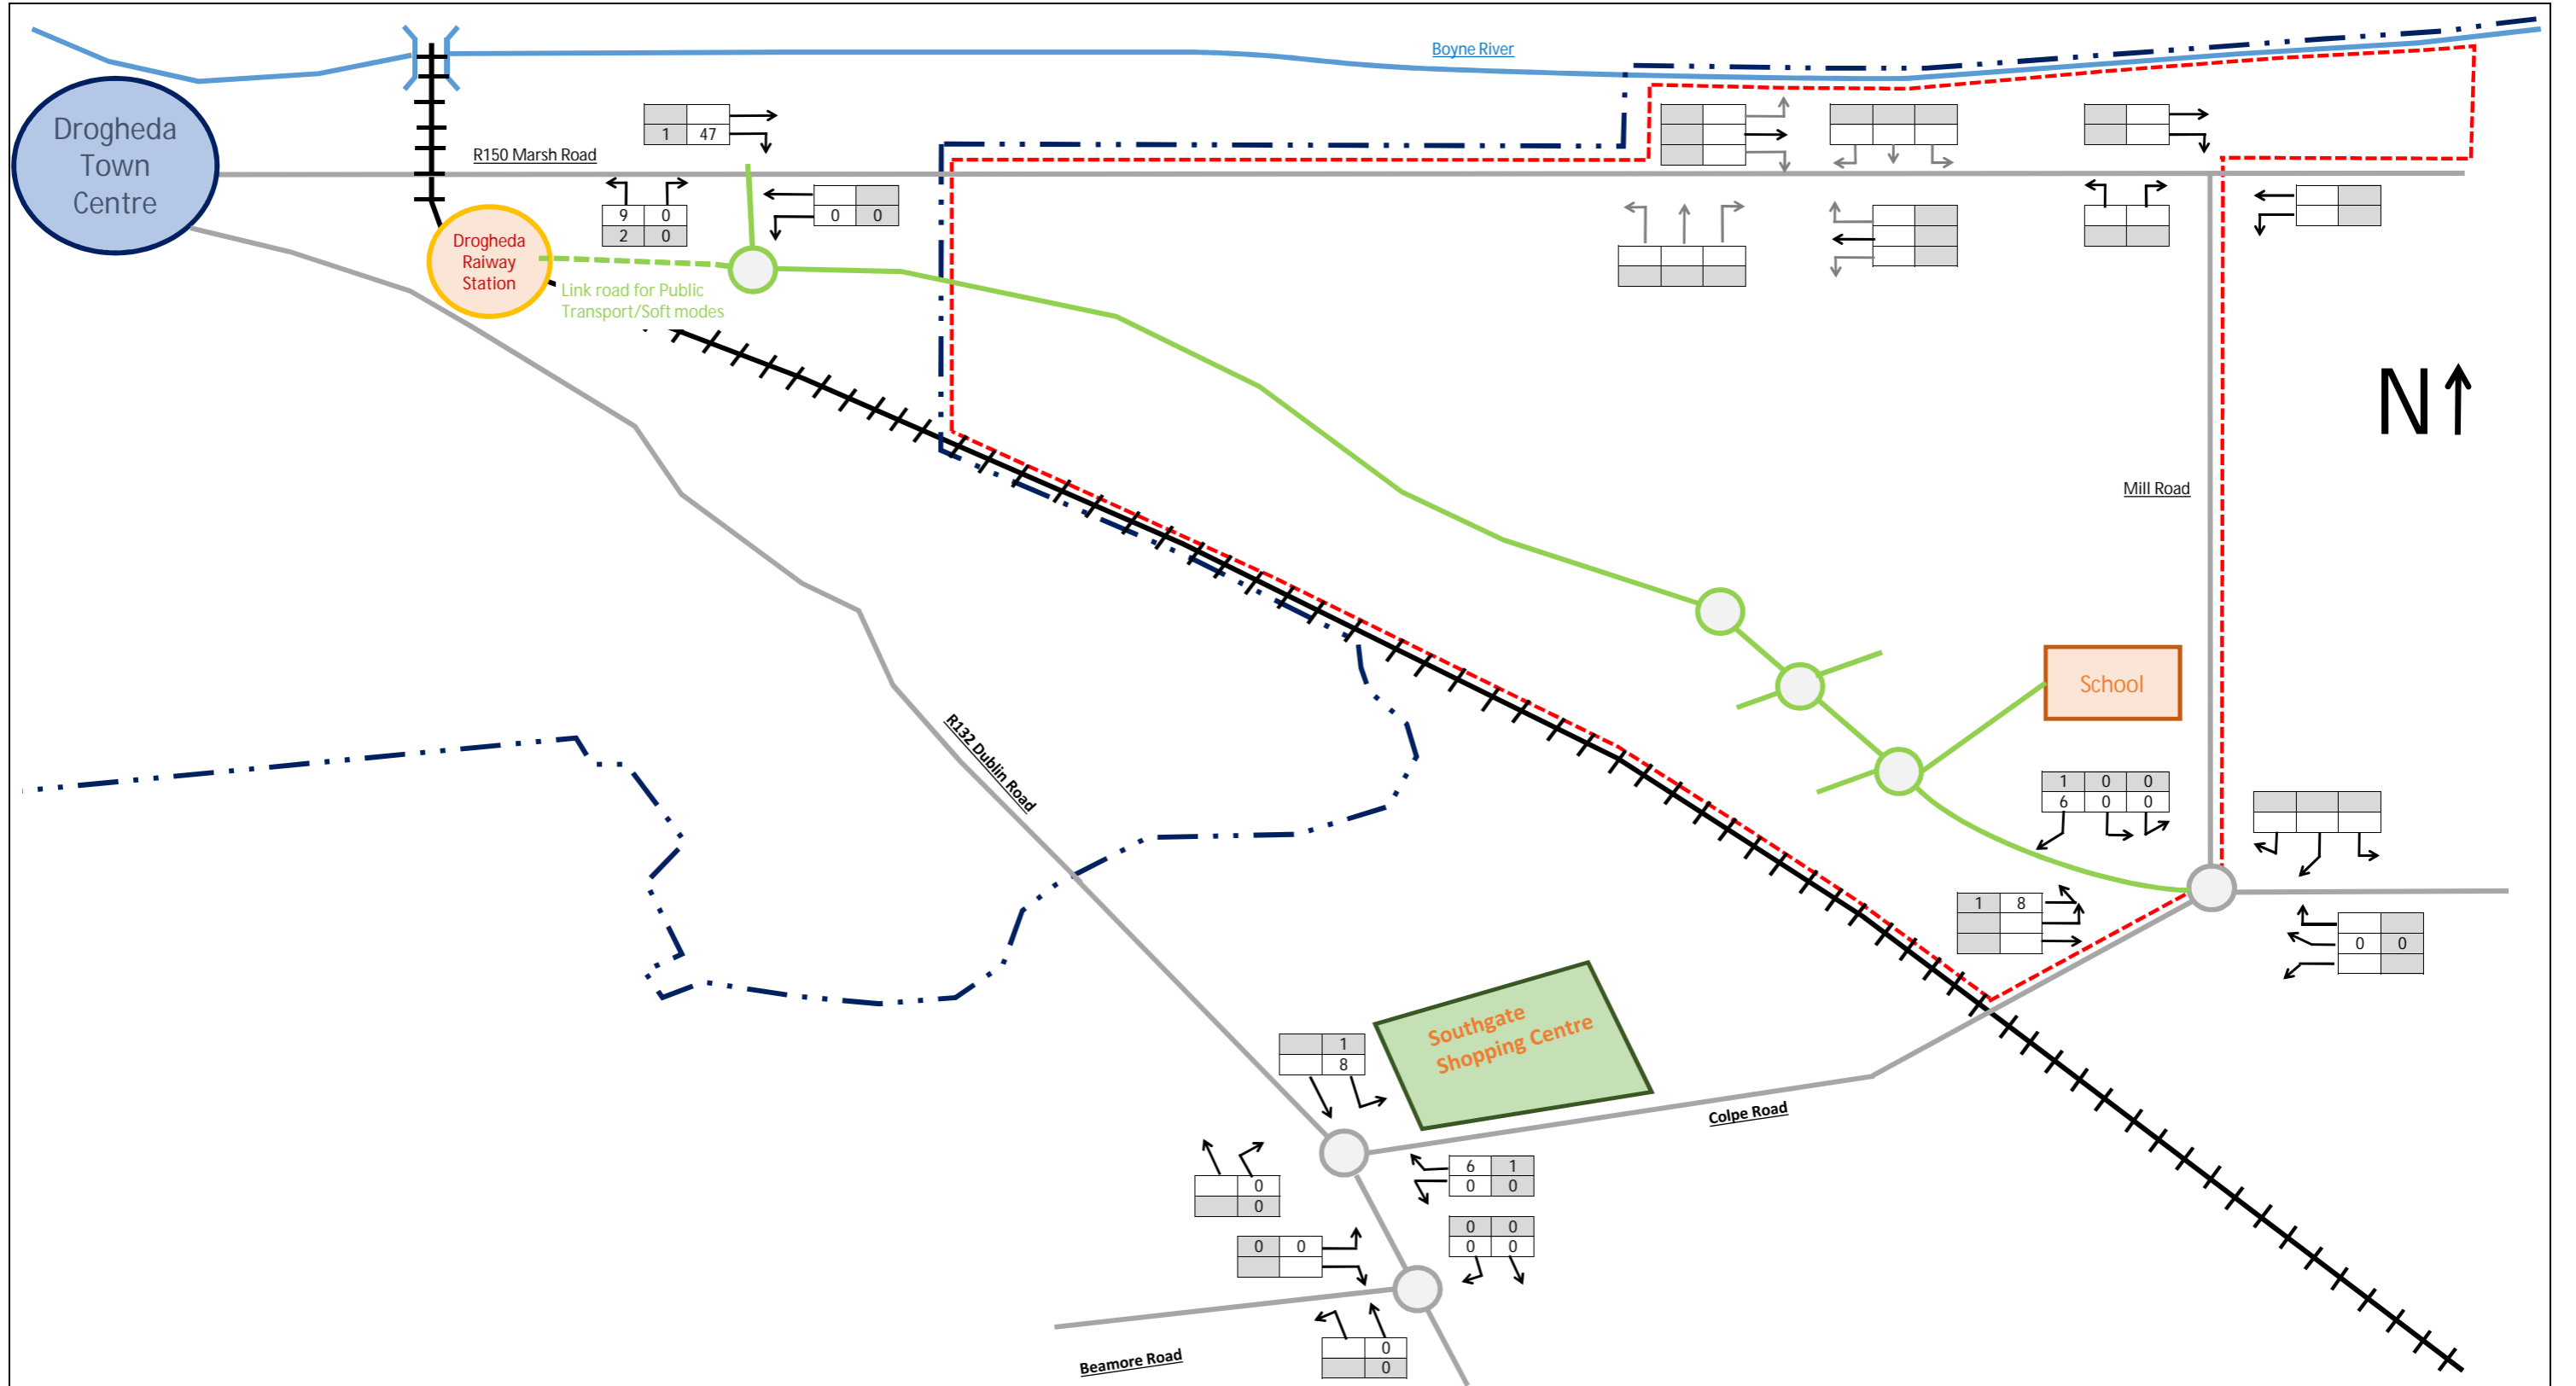 Boyne River
Drogheda
Town
Centre
1 47
R150 Marsh Road
9 0
2 0
0 0
Drogheda
Raiway
Station
Link road for Public
Transport/Soft modes
N
Mill Road
School
R132 Dublin Road
1 0 0
6 0 0
1 8
0 0
Southgate
Shopping Centre
1
8
Colpe Road
0
0
6 1
0 0
0 0
0 0
0 0
0
0
Beamore Road